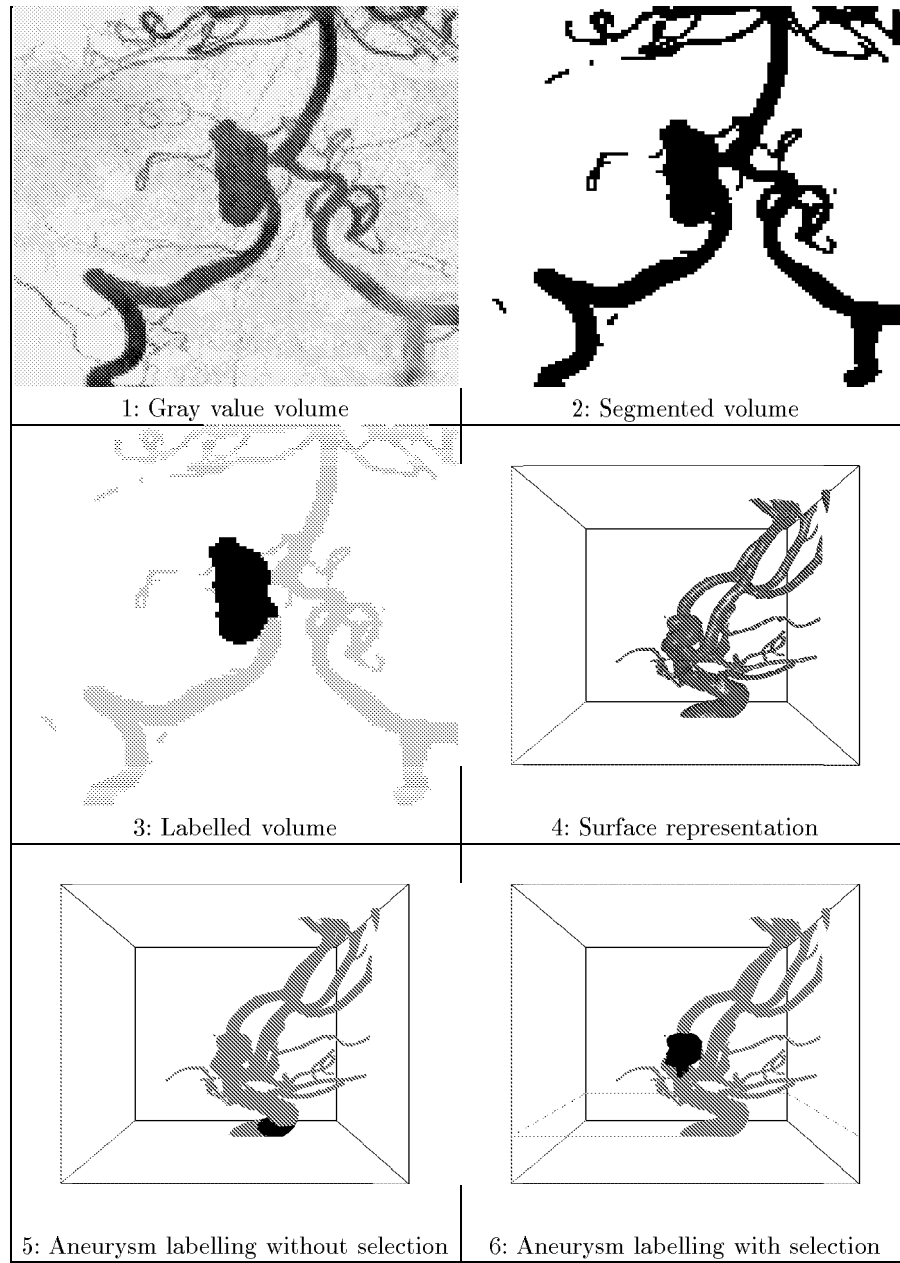 1: Gray value volume
2: Segmented volume
3: Labelled volume
4: Surface representation
5: Aneurysm labelling without selection
6: Aneurysm labelling with selection